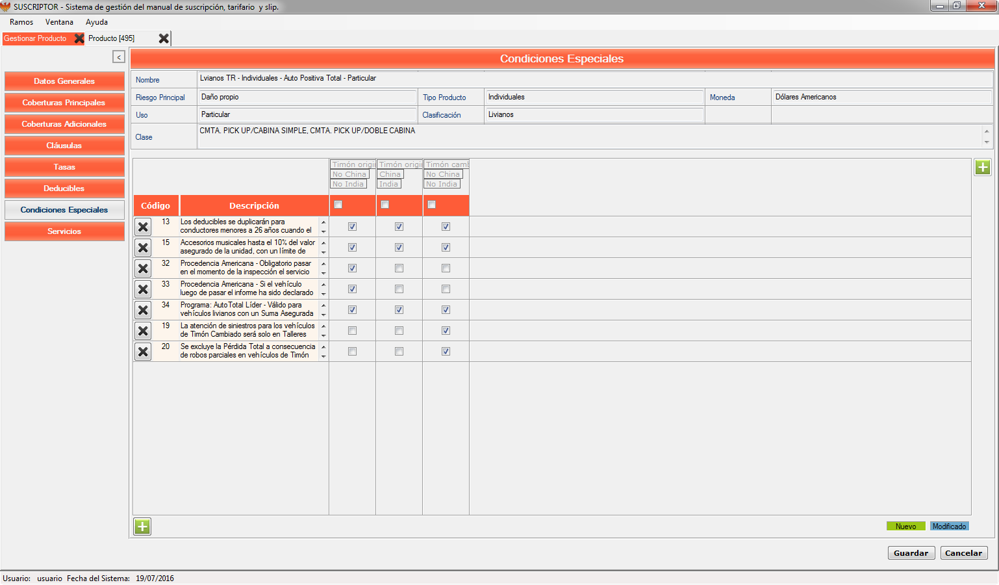 SUSCRIPTOR - Sistema de gestión del manual de suscripción, tarifario y slip.
Ramos Ventana Ayuda
Gestionar Producto Producto [495]
<
Condiciones Especiales
Datos Generales
Coberturas Principales
Coberturas Adicionales
Cláusulas
Tasas
Deducibles
Condiciones Especiales
Servicios
Nombre Lvianos TR - Individuales - Auto Positiva Total - Particular
Riesgo Principal Daño propio Tipo Producto Individuales Moneda Dólares Americanos
Uso Particular Clasificación Livianos
Clase CMTA. PICK UP/CABINA SIMPLE, CMTA. PICK UP/DOBLE CABINA
Timón origi Timón origi Timón camb
No China China No China
No India India No India
Código Descripción
13 Los deducibles se duplicarán para
conductores menores a 26 años cuando el
15 Accesorios musicales hasta el 10% del valor
asegurado de la unidad, con un límite de
32 Procedencia Americana - Obligatorio pasar
en el momento de la inspección el servicio
33 Procedencia Americana - Si el vehículo
luego de pasar el informe ha sido declarado
34 Programa: AutoTotal Líder - Válido para
vehículos livianos con un Suma Asegurada
19 La atención de siniestros para los vehículos
de Timón Cambiado será solo en Talleres
20 Se excluye la Pérdida Total a consecuencia
de robos parciales en vehículos de Timón
Nuevo Modificado
Guardar Cancelar
Usuario: usuario Fecha del Sistema: 19/07/2016